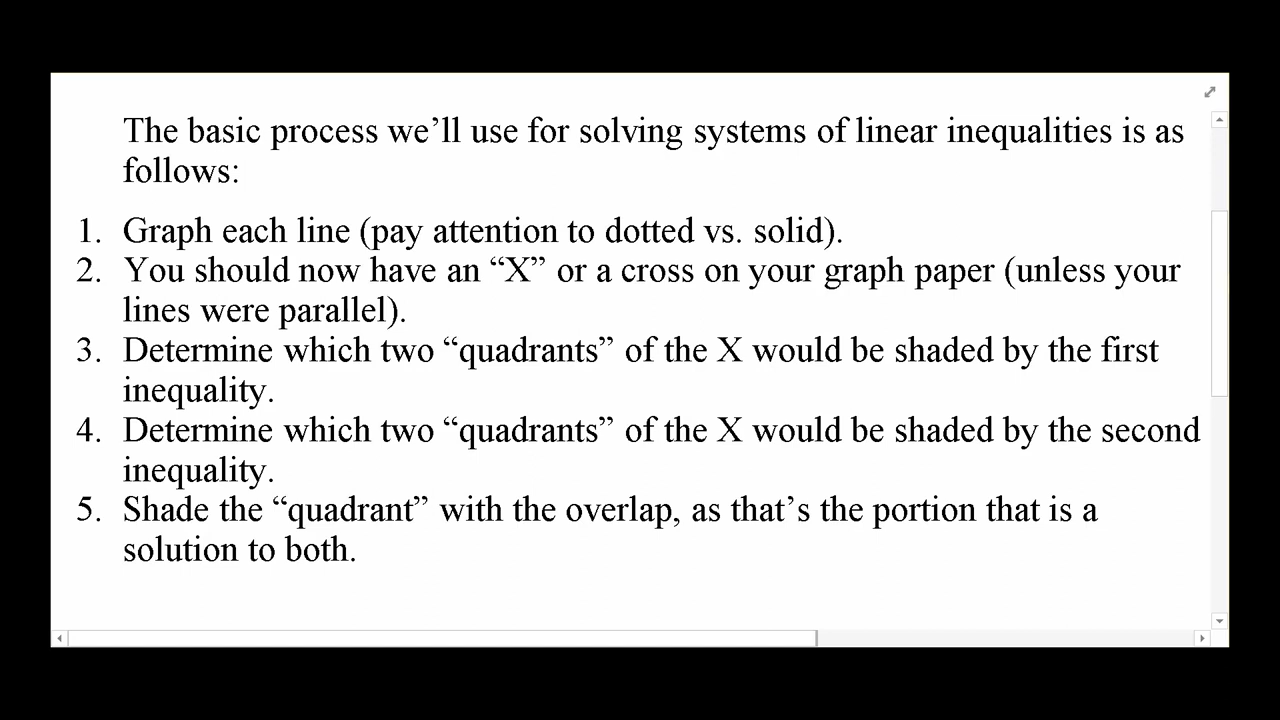 The basic process we’ll use for solving systems of linear inequalities is as
follows:
1. Graph each line (pay attention to dotted vs. solid).
2. You should now have an “X” or a cross on your graph paper (unless your
lines were parallel).
3. Determine which two “quadrants” of the X would be shaded by the first
inequality.
4. Determine which two “quadrants” of the X would be shaded by the second
inequality.
5. Shade the “quadrant” with the overlap, as that’s the portion that is a
solution to both.